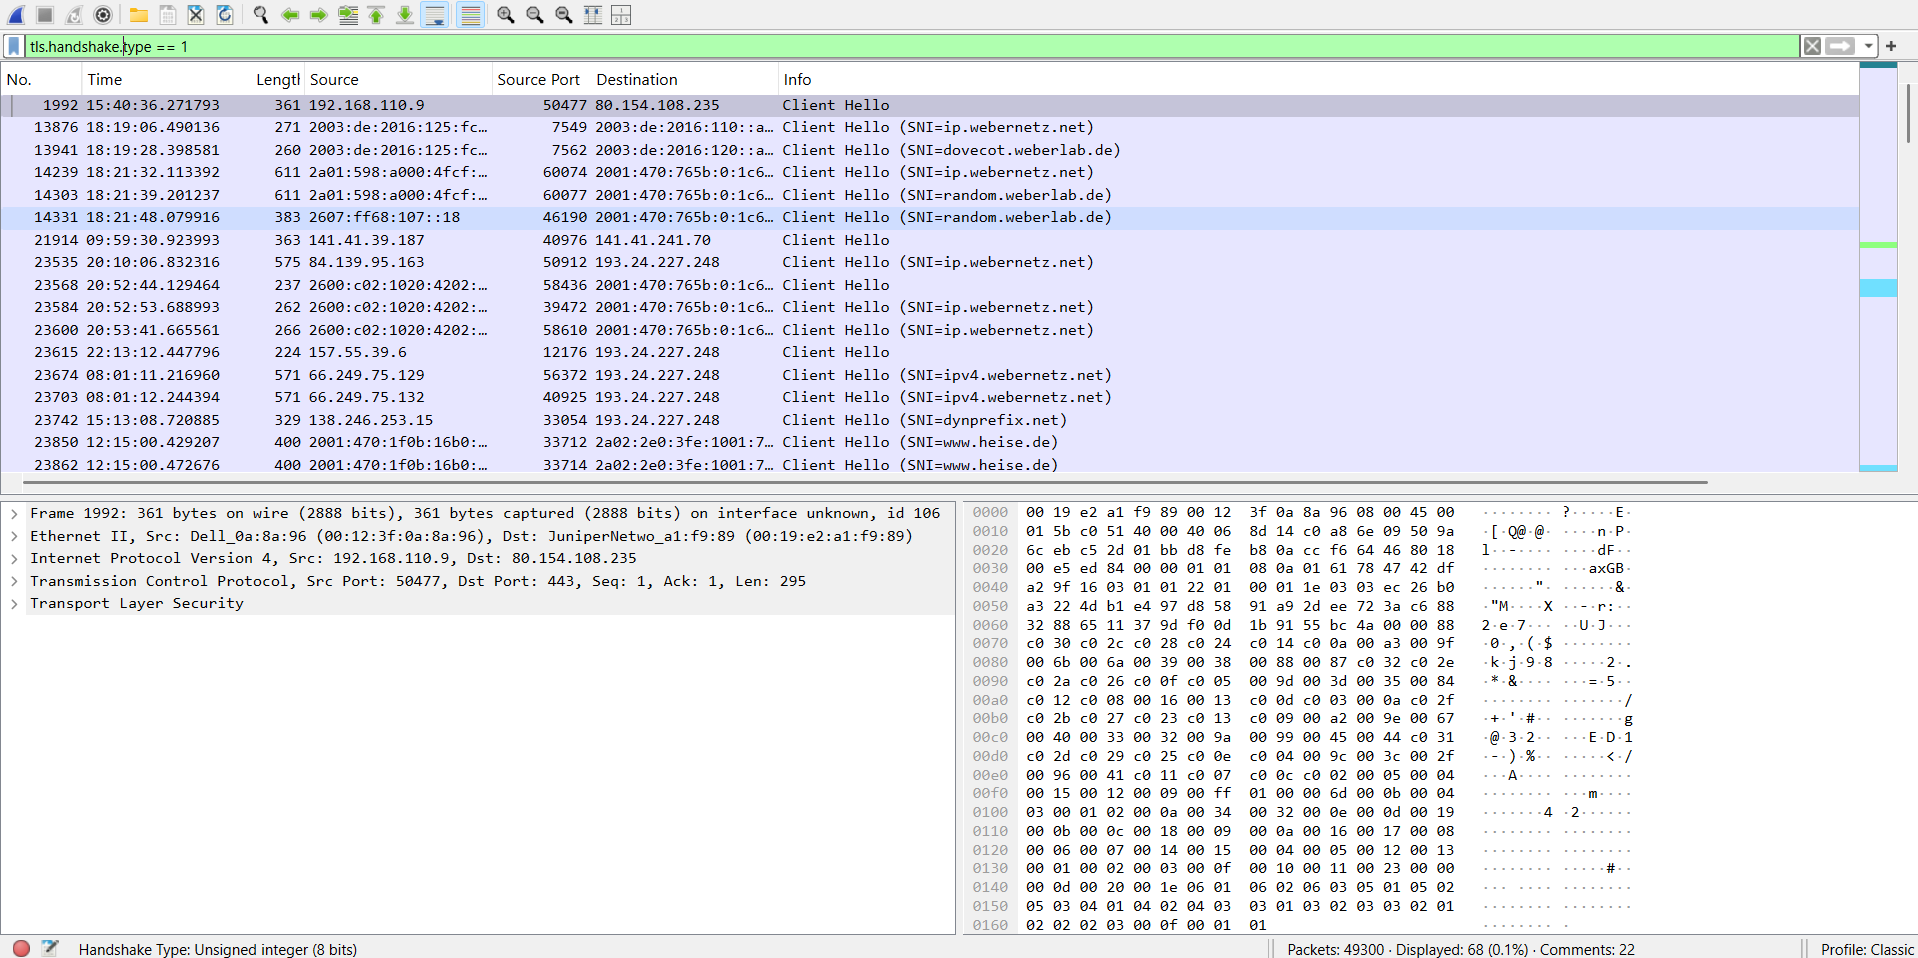 tls.handshake.type == 1
No. Time Length Source Source Port Destination Info
1992 15:40:36.271793 361 192.168.110.9 50477 80.154.108.235 Client Hello
13876 18:19:06.490136 271 2003:de:2016:125:fc… 7549 2003:de:2016:110::a… Client Hello (SNI=ip.webernetz.net)
13941 18:19:28.398581 260 2003:de:2016:125:fc… 7562 2003:de:2016:120::a… Client Hello (SNI=dovecot.weberlab.de)
14239 18:21:32.113392 611 2a01:598:a000:4fcf:… 60074 2001:470:765b:0:1c6… Client Hello (SNI=ip.webernetz.net)
14303 18:21:39.201237 611 2a01:598:a000:4fcf:… 60077 2001:470:765b:0:1c6… Client Hello (SNI=random.weberlab.de)
14331 18:21:48.079916 383 2607:ff68:107::18 46190 2001:470:765b:0:1c6… Client Hello (SNI=random.weberlab.de)
21914 09:59:30.923993 363 141.41.39.187 40976 141.41.241.70 Client Hello
23535 20:10:06.832316 575 84.139.95.163 50912 193.24.227.248 Client Hello (SNI=ip.webernetz.net)
23568 20:52:44.129464 237 2600:c02:1020:4202:… 58436 2001:470:765b:0:1c6… Client Hello
23584 20:52:53.688993 262 2600:c02:1020:4202:… 39472 2001:470:765b:0:1c6… Client Hello (SNI=ip.webernetz.net)
23600 20:53:41.665561 266 2600:c02:1020:4202:… 58610 2001:470:765b:0:1c6… Client Hello (SNI=ip.webernetz.net)
23615 22:13:12.447796 224 157.55.39.6 12176 193.24.227.248 Client Hello
23674 08:01:11.216960 571 66.249.75.129 56372 193.24.227.248 Client Hello (SNI=ipv4.webernetz.net)
23703 08:01:12.244394 571 66.249.75.132 40925 193.24.227.248 Client Hello (SNI=ipv4.webernetz.net)
23742 15:13:08.720885 329 138.246.253.15 33054 193.24.227.248 Client Hello (SNI=dynprefix.net)
23850 12:15:00.429207 400 2001:470:1f0b:16b0:… 33712 2a02:2e0:3fe:1001:7… Client Hello (SNI=www.heise.de)
23862 12:15:00.472676 400 2001:470:1f0b:16b0:… 33714 2a02:2e0:3fe:1001:7… Client Hello (SNI=www.heise.de)
Frame 1992: 361 bytes on wire (2888 bits), 361 bytes captured (2888 bits) on interface unknown, id 106
Ethernet II, Src: Dell_0a:8a:96 (00:12:3f:0a:8a:96), Dst: JuniperNetwo_a1:f9:89 (00:19:e2:a1:f9:89)
Internet Protocol Version 4, Src: 192.168.110.9, Dst: 80.154.108.235
Transmission Control Protocol, Src Port: 50477, Dst Port: 443, Seq: 1, Ack: 1, Len: 295
Transport Layer Security
0000 00 19 e2 a1 f9 89 00 12 3f 0a 8a 96 08 00 45 00 ········ ?·····E·
0010 01 5b c0 51 40 00 40 06 8d 14 c0 a8 6e 09 50 9a ·[·Q@·@· ····n·P·
0020 6c eb c5 2d 01 bb d8 fe b8 0a cc f6 64 46 80 18 l··-···· ····dF··
0030 00 e5 ed 84 00 00 01 01 08 0a 01 61 78 47 42 df ········ ···axGB·
0040 a2 9f 16 03 01 01 22 01 00 01 1e 03 03 ec 26 b0 ······"· ······&·
0050 a3 22 4d b1 e4 97 d8 58 91 a9 2d ee 72 3a c6 88 ·"M····X ··-·r:··
0060 32 88 65 11 37 9d f0 0d 1b 91 55 bc 4a 00 00 88 2·e·7··· ··U·J···
0070 c0 30 c0 2c c0 28 c0 24 c0 14 c0 0a 00 a3 00 9f ·0·,·(·$ ········
0080 00 6b 00 6a 00 39 00 38 00 88 00 87 c0 32 c0 2e ·k·j·9·8 ·····2·.
0090 c0 2a c0 26 c0 0f c0 05 00 9d 00 3d 00 35 00 84 ·*·&···· ···=·5··
00a0 c0 12 c0 08 00 16 00 13 c0 0d c0 03 00 0a c0 2f ········ ·······/
00b0 c0 2b c0 27 c0 23 c0 13 c0 09 00 a2 00 9e 00 67 ·+·'·#·· ·······g
00c0 00 40 00 33 00 32 00 9a 00 99 00 45 00 44 c0 31 ·@·3·2·· ···E·D·1
00d0 c0 2d c0 29 c0 25 c0 0e c0 04 00 9c 00 3c 00 2f ·-·)·%·· ·····<·/
00e0 00 96 00 41 c0 11 c0 07 c0 0c c0 02 00 05 00 04 ···A···· ········
00f0 00 15 00 12 00 09 00 ff 01 00 00 6d 00 0b 00 04 ········ ···m····
0100 03 00 01 02 00 0a 00 34 00 32 00 0e 00 0d 00 19 ·······4 ·2······
0110 00 0b 00 0c 00 18 00 09 00 0a 00 16 00 17 00 08 ········ ········
0120 00 06 00 07 00 14 00 15 00 04 00 05 00 12 00 13 ········ ········
0130 00 01 00 02 00 03 00 0f 00 10 00 11 00 23 00 00 ········ ·····#··
0140 00 0d 00 20 00 1e 06 01 06 02 06 03 05 01 05 02 ··· ···· ········
0150 05 03 04 01 04 02 04 03 03 01 03 02 03 03 02 01 ········ ········
0160 02 02 02 03 00 0f 00 01 01 ········ ·
Handshake Type: Unsigned integer (8 bits)
Packets: 49300 · Displayed: 68 (0.1%) · Comments: 22
Profile: Classic